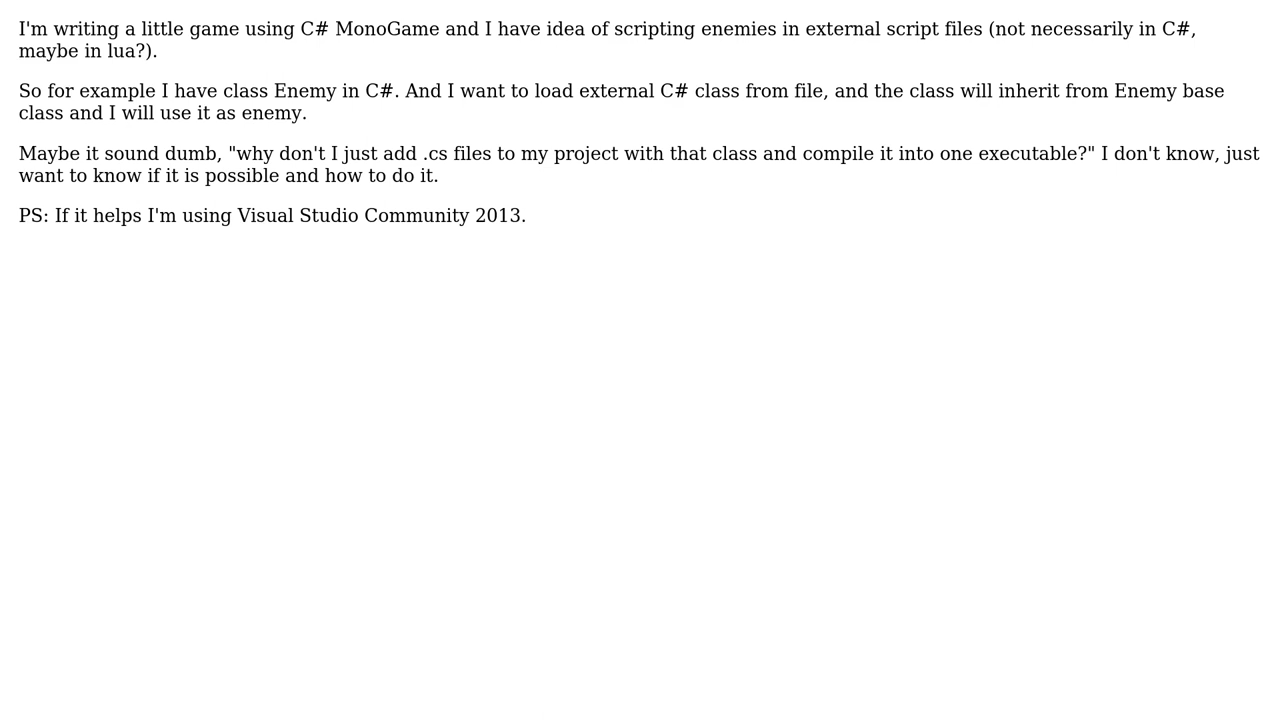 I'm writing a little game using C# MonoGame and I have idea of scripting enemies in external script files (not necessarily in C#,
maybe in lua?).
So for example I have class Enemy in C#. And I want to load external C# class from file, and the class will inherit from Enemy base
class and I will use it as enemy.
Maybe it sound dumb, "why don't I just add .cs files to my project with that class and compile it into one executable?" I don't know, just
want to know if it is possible and how to do it.
PS: If it helps I'm using Visual Studio Community 2013.